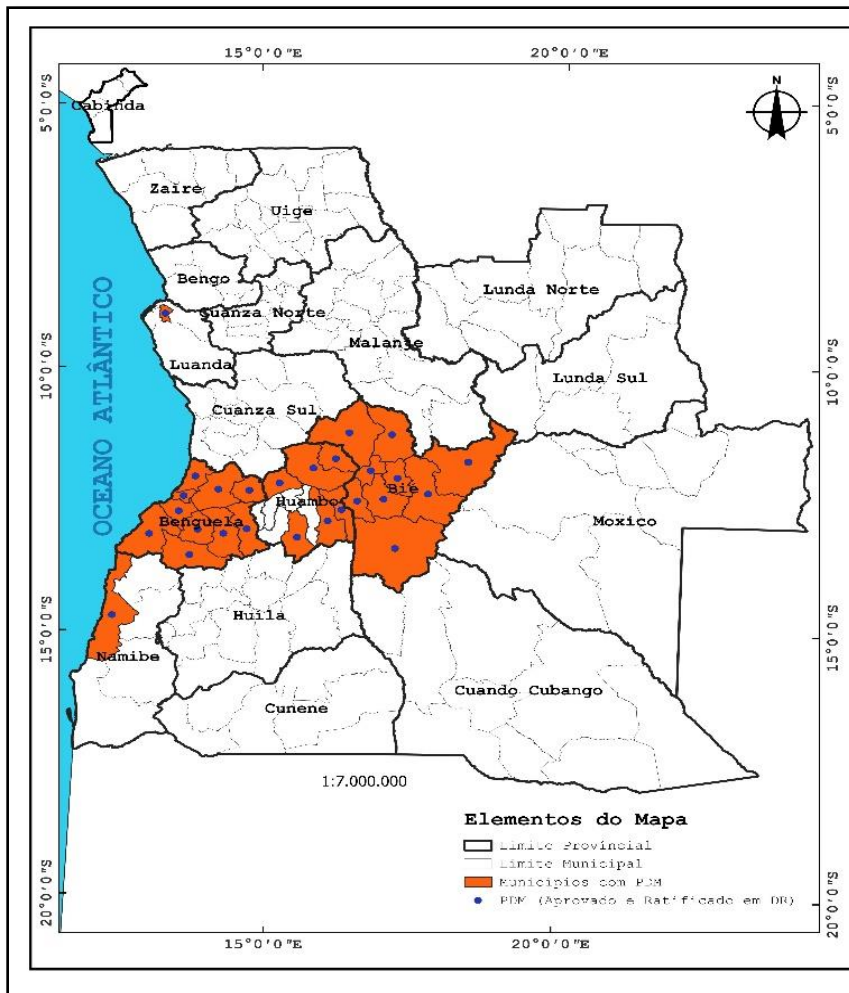 15°0'0"E 20°0'0"E
N
5°0'0"S 5°0'0"S
Cabinda
Zaire
Uige
Bengo
Cuanza Norte
Lunda Norte
Malanje
Luanda
10°0'0"S 10°0'0"S
Lunda Sul
Cuanza Sul
OCEANO ATLÂNTICO
Bié
Huambo
Benguela
Moxico
Huíla
15°0'0"S 15°0'0"S
Namibe
Cuando Cubango
Cunene
1:7.000.000
Elementos do Mapa
Limite Provincial
Limite Municipal
Municípios com PDM
PDM (Aprovado e Ratificado em DR)
20°0'0"S 20°0'0"S
15°0'0"E 20°0'0"E